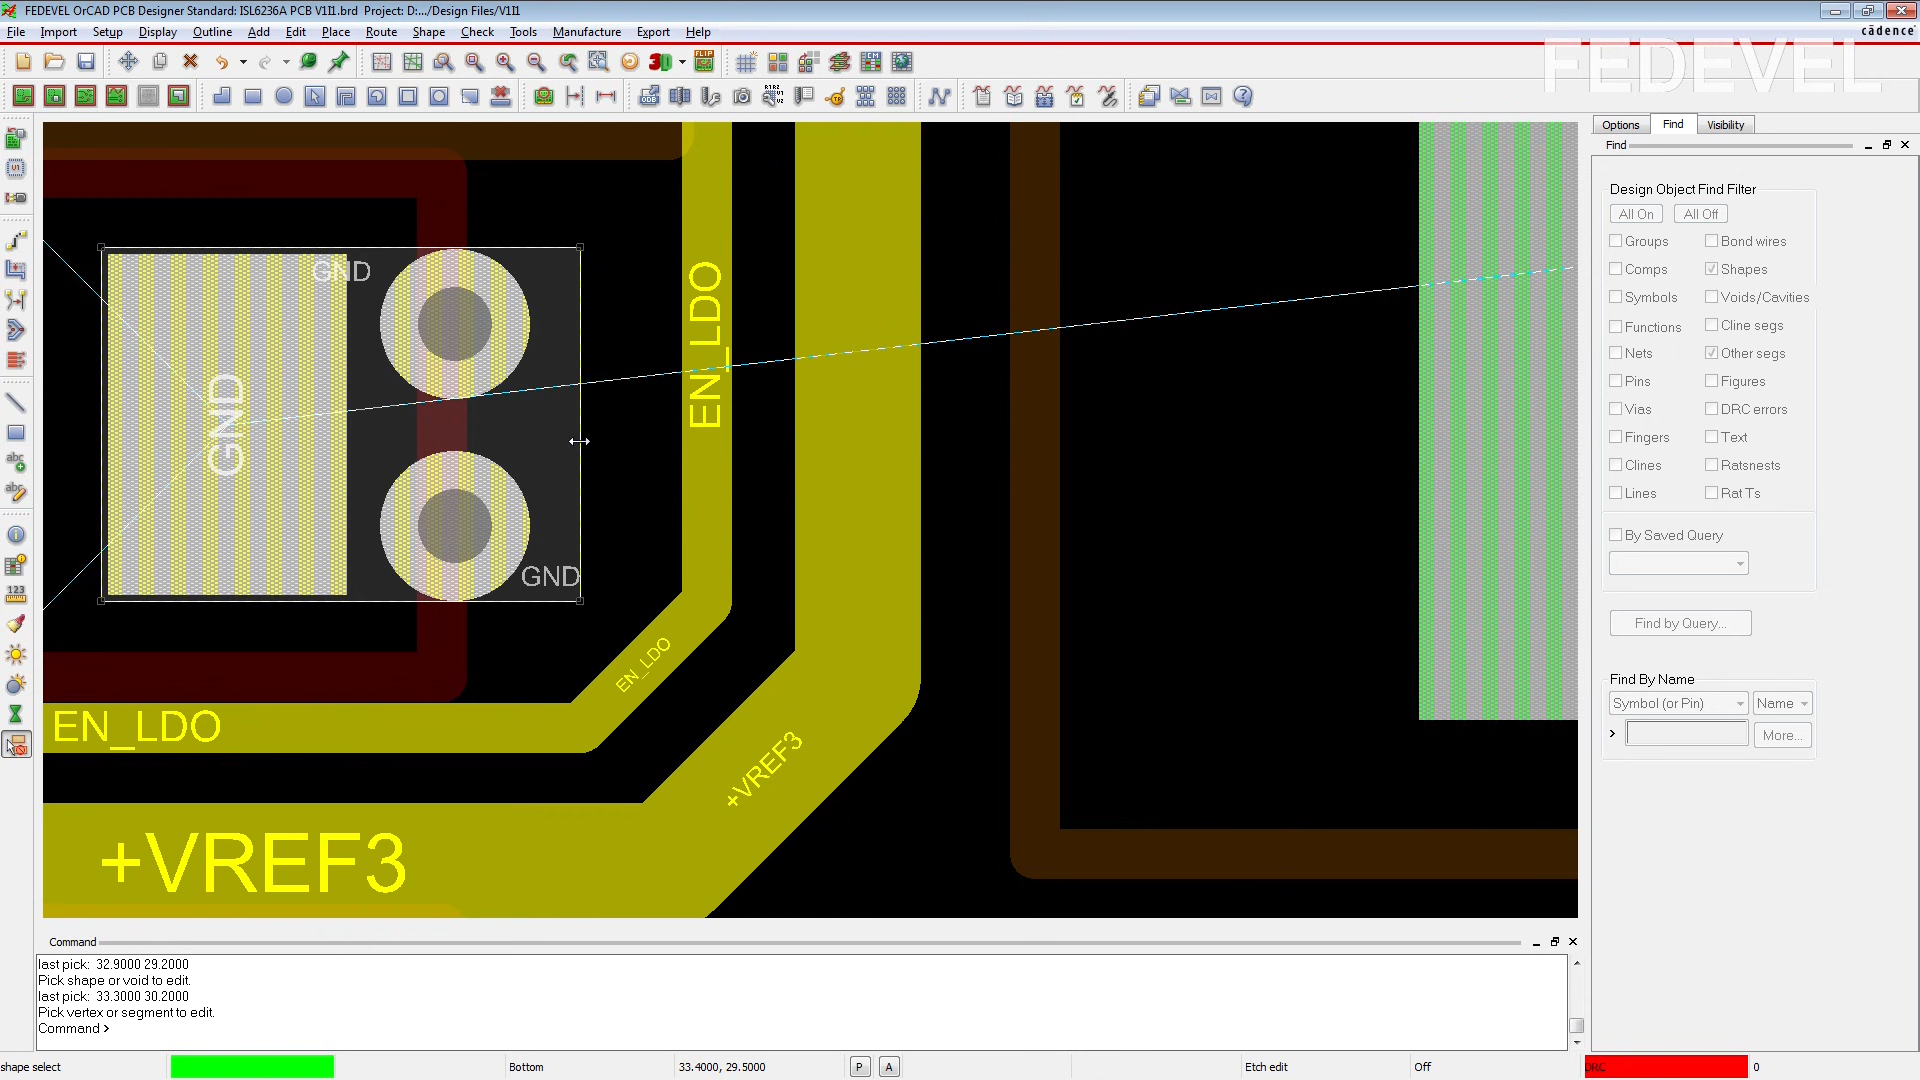 FEDEVEL OrCAD PCB Designer Standard: ISL6236A PCB V1I1.brd Project: D:.../Design Files/V1I1
File Import Setup Display Outline Add Edit Place Route Shape Check Tools Manufacture Export Help
cādence
FEDEVEL
Options Find Visibility
Find
Design Object Find Filter
All On All Off
Groups Bond wires
Comps Shapes
Symbols Voids/Cavities
Functions Cline segs
Nets Other segs
Pins Figures
Vias DRC errors
Fingers Text
Clines Ratsnests
Lines Rat Ts
By Saved Query
Find by Query...
Find By Name
Symbol (or Pin) Name
> More...
GND
GND
GND
EN_LDO
EN_LDO
EN_LDO
+VREF3
+VREF3
Command
last pick: 32.9000 29.2000
Pick shape or void to edit.
last pick: 33.3000 30.2000
Pick vertex or segment to edit.
Command >
shape select Bottom 33.4000, 29.5000 P A Etch edit Off DRC 0